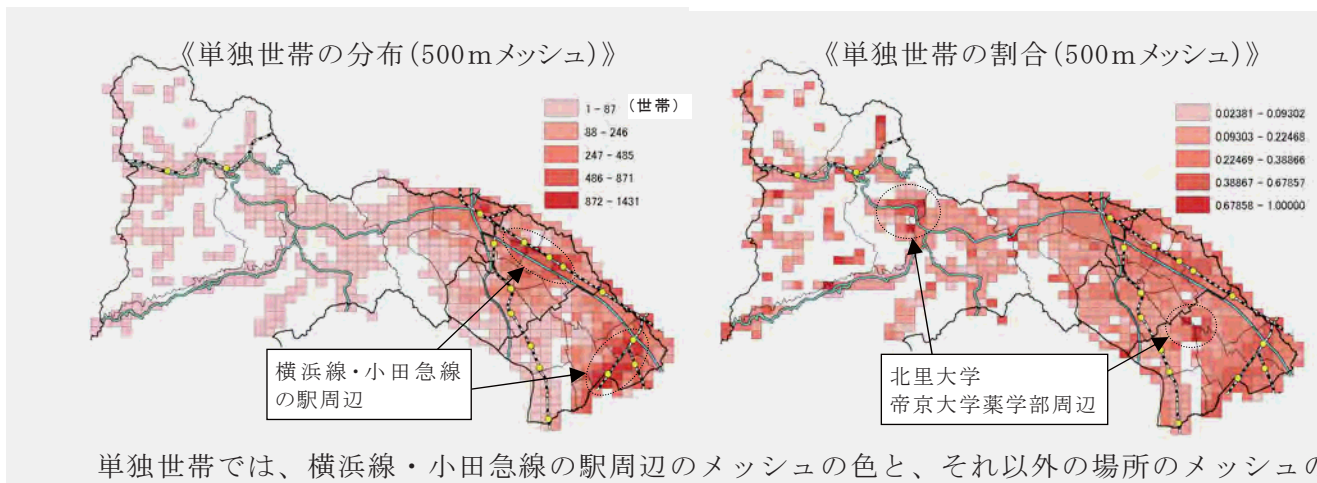 《単独世帯の分布(500mメッシュ)》
1 - 87 (世帯)
88 - 246
247 - 485
486 - 871
872 - 1431
横浜線・小田急線
の駅周辺
《単独世帯の割合(500mメッシュ)》
0.02381 - 0.09302
0.09303 - 0.22468
0.22469 - 0.38866
0.38867 - 0.67857
0.67858 - 1.00000
北里大学
帝京大学薬学部周辺
単独世帯では、横浜線・小田急線の駅周辺のメッシュの色と、それ以外の場所のメッシュの